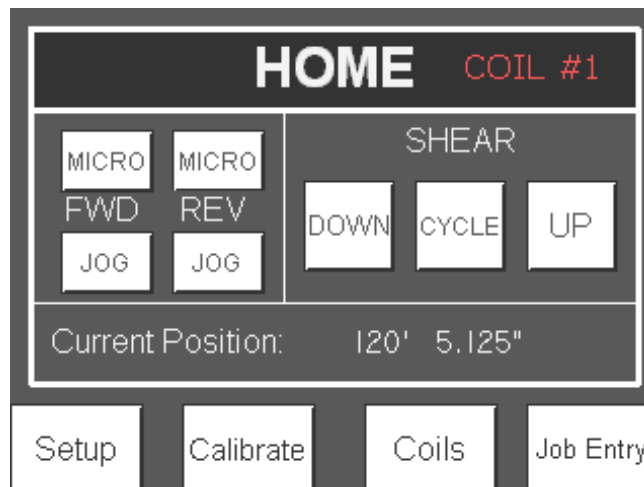 HOME COIL #1
SHEAR
MICRO MICRO
FWD REV
DOWN CYCLE UP
JOG JOG
Current Position: 120' 5.125"
Setup Calibrate Coils Job Entry